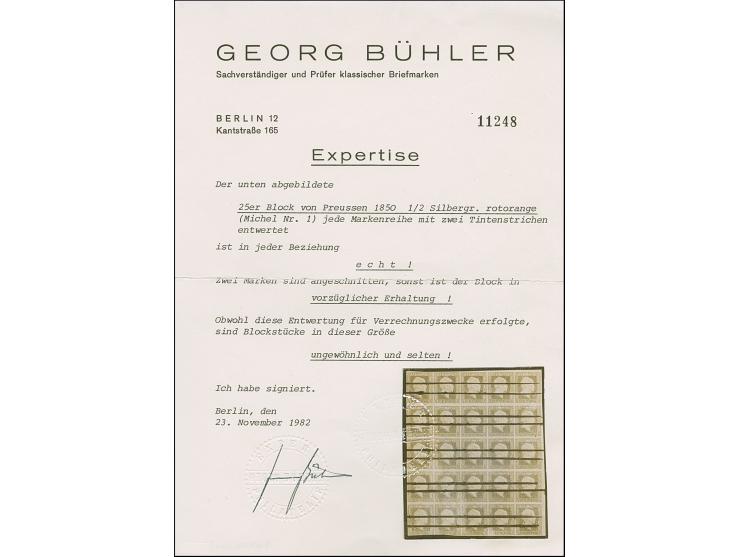 GEORG BÜHLER
Sachverständiger und Prüfer klassischer Briefmarken
BERLIN 12
Kantstraße 165
11248
Expertise
Der unten abgebildete
25er Block von Preussen 1850 1/2 Silbergr. rotorange
(Michel Nr. 1) jede Markenreihe mit zwei Tintenstrichen
entwertet
ist in jeder Beziehung
echt !
Zwei Marken sind angeschnitten, sonst ist der Block in
vorzüglicher Erhaltung !
Obwohl diese Entwertung für Verrechnungszwecke erfolgte,
sind Blockstücke in dieser Größe
ungewöhnlich und selten !
Ich habe signiert.
Berlin, den
23. November 1982